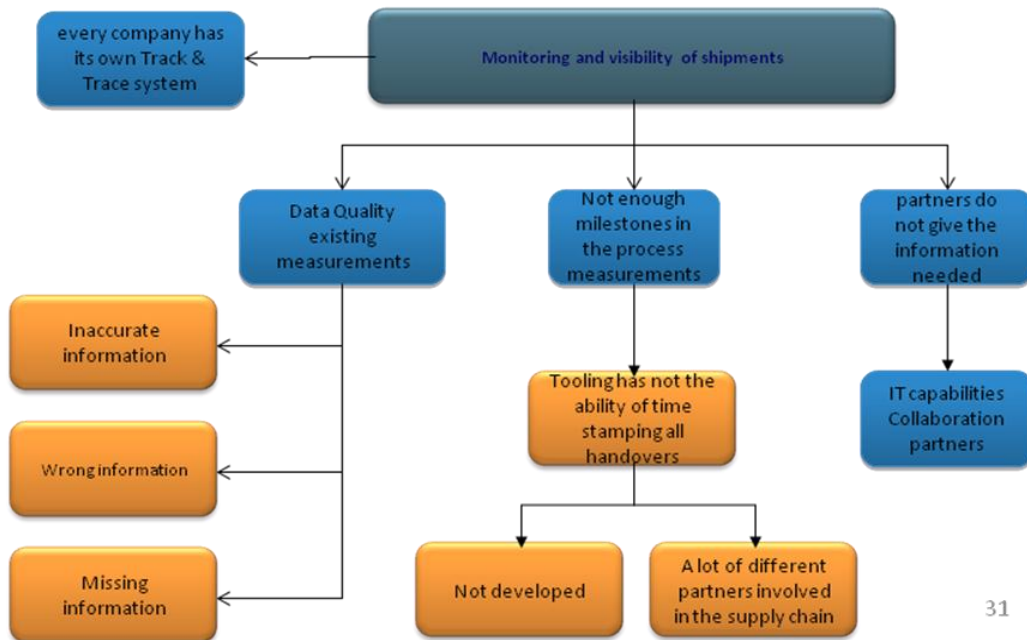 every company has
its own Track &
Trace system
Monitoring and visibility of shipments
Data Quality
existing
measurements
Not enough
milestones in
the process
measurements
partners do
not give the
information
needed
Inaccurate
information
Tooling has not the
ability of time
stamping all
handovers
IT capabilities
Collaboration
partners
Wrong information
Missing
information
Not developed
A lot of different
partners involved
in the supply chain
31